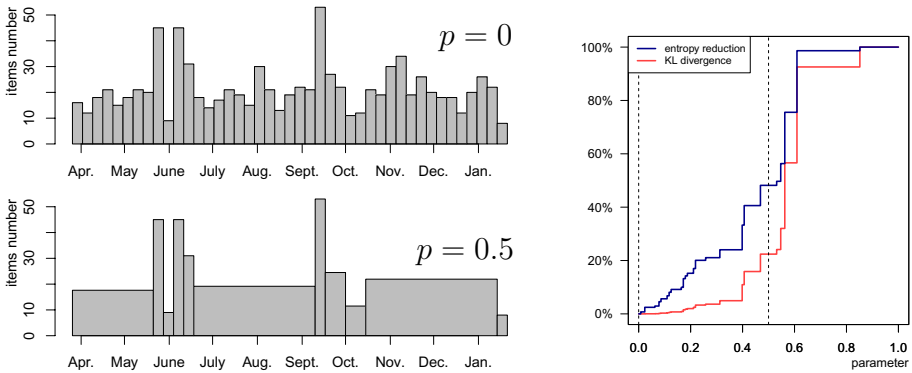 items number
0 10 30 50
p = 0
Apr. May June July Aug. Sept. Oct. Nov. Dec. Jan.
items number
0 10 30 50
p = 0.5
Apr. May June July Aug. Sept. Oct. Nov. Dec. Jan.
entropy reduction
KL divergence
100%
80%
60%
40%
20%
0%
0.0 0.2 0.4 0.6 0.8 1.0
parameter